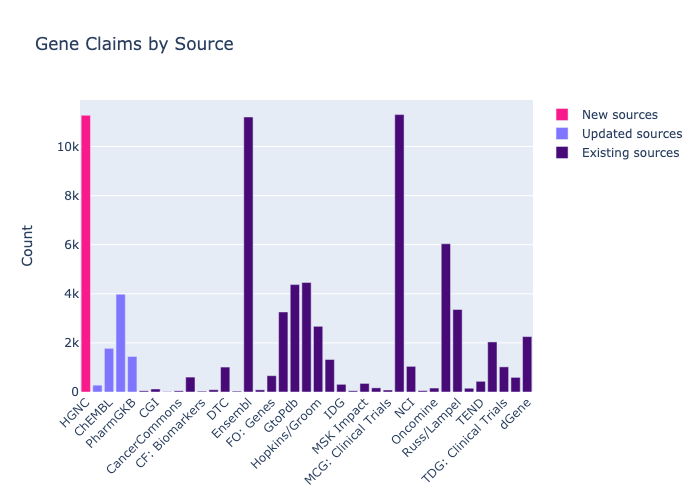 Gene Claims by Source
New sources
Updated sources
Existing sources
Count
10k
8k
6k
4k
2k
0
HGNC
ChEMBL
PharmGKB
CGI
CancerCommons
CF: Biomarkers
DTC
Ensembl
FO: Genes
GtoPdb
Hopkins/Groom
IDG
MSK Impact
MCG: Clinical Trials
NCI
Oncomine
Russ/Lampel
TEND
TDG: Clinical Trials
dGene